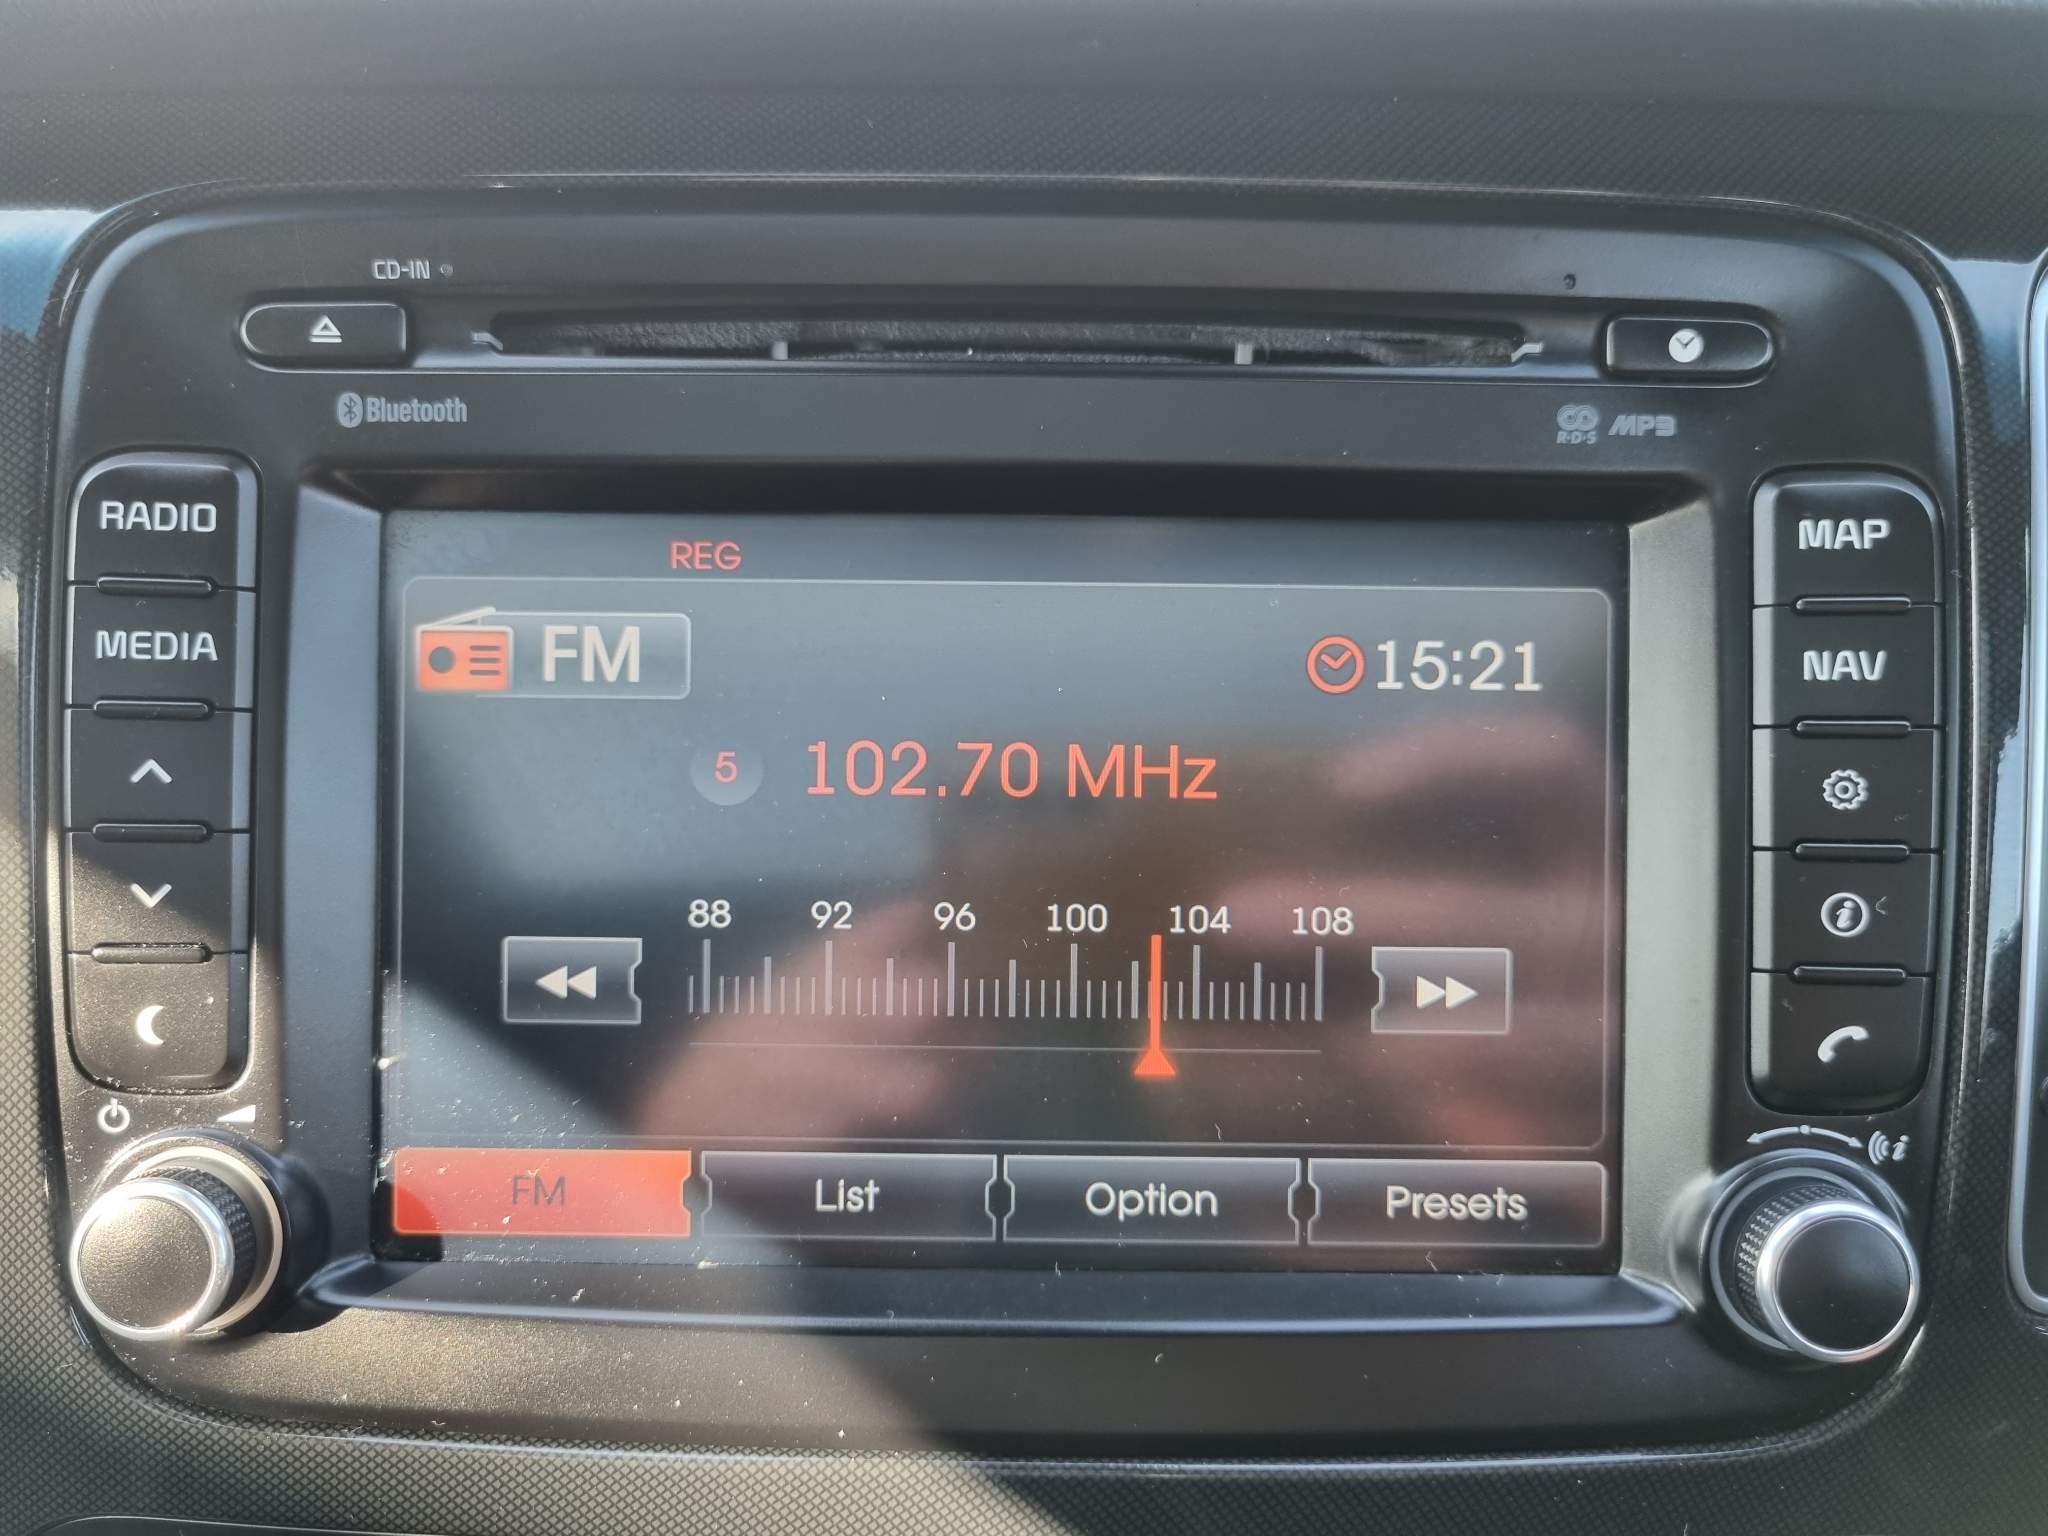 CD-IN
Bluetooth
R·D·S MP3
RADIO
MEDIA
MAP
NAV
REG
FM
15:21
5 102.70 MHz
88 92 96 100 104 108
FM List Option Presets